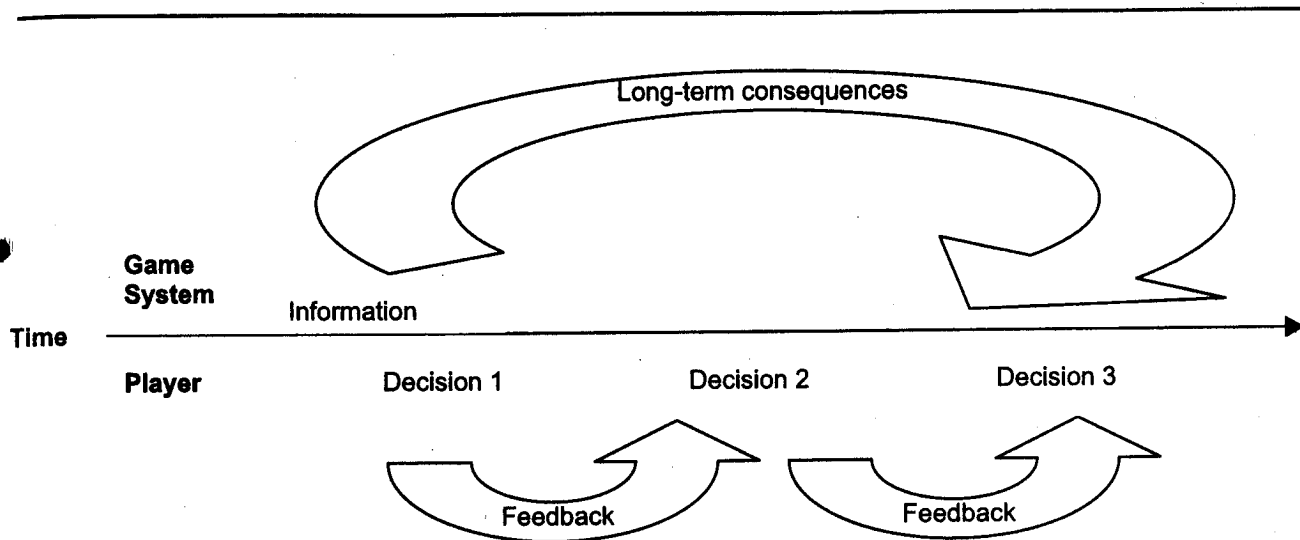 Long-term consequences
Game
System
Information
Time
Player
Decision 1
Decision 2
Decision 3
Feedback
Feedback